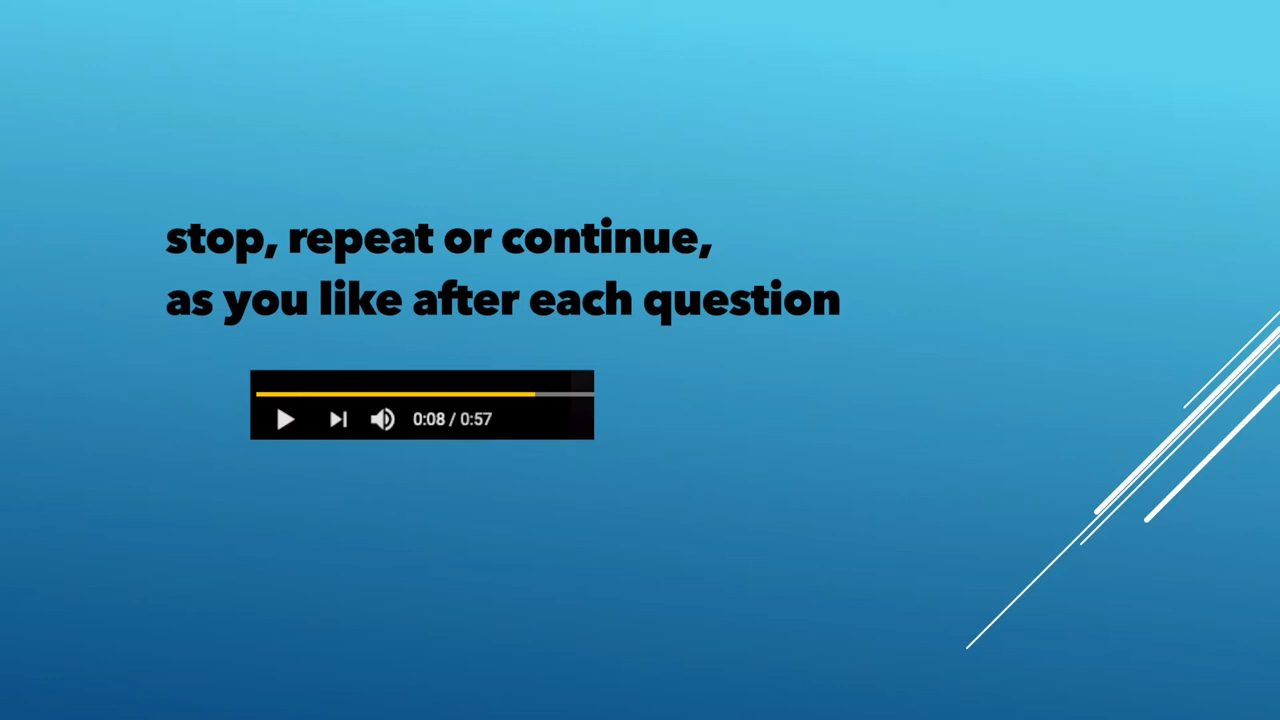 stop, repeat or continue,
as you like after each question
0:08 / 0:57